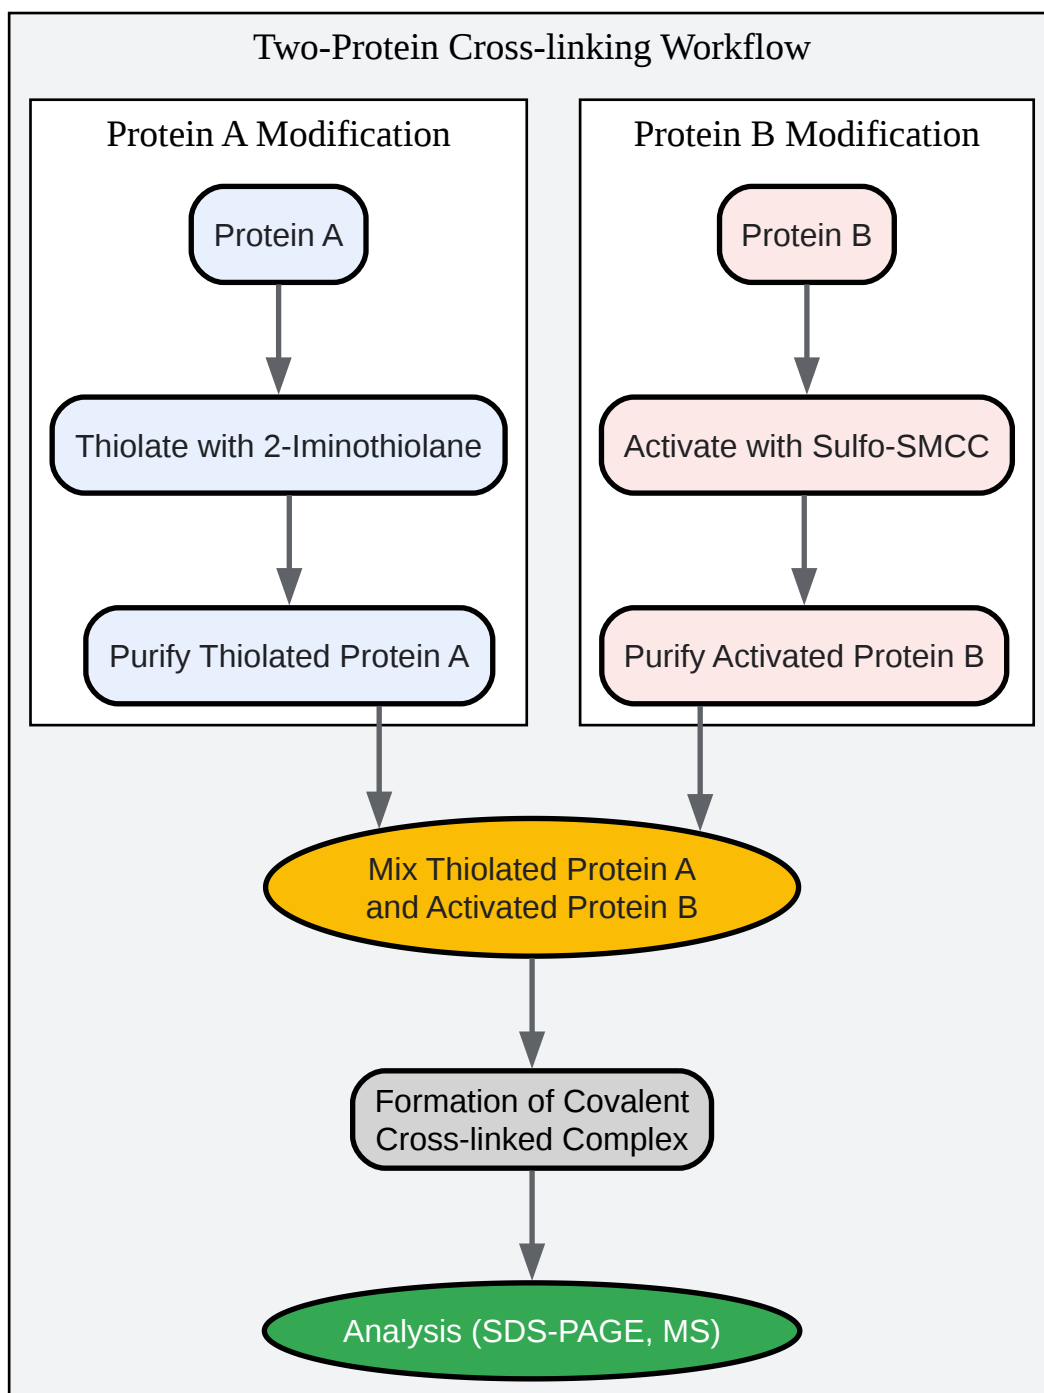 Two-Protein Cross-linking Workflow
Protein A Modification
Protein A
Thiolate with 2-Iminothiolane
Purify Thiolated Protein A
Protein B Modification
Protein B
Activate with Sulfo-SMCC
Purify Activated Protein B
Mix Thiolated Protein A
and Activated Protein B
Formation of Covalent
Cross-linked Complex
Analysis (SDS-PAGE, MS)